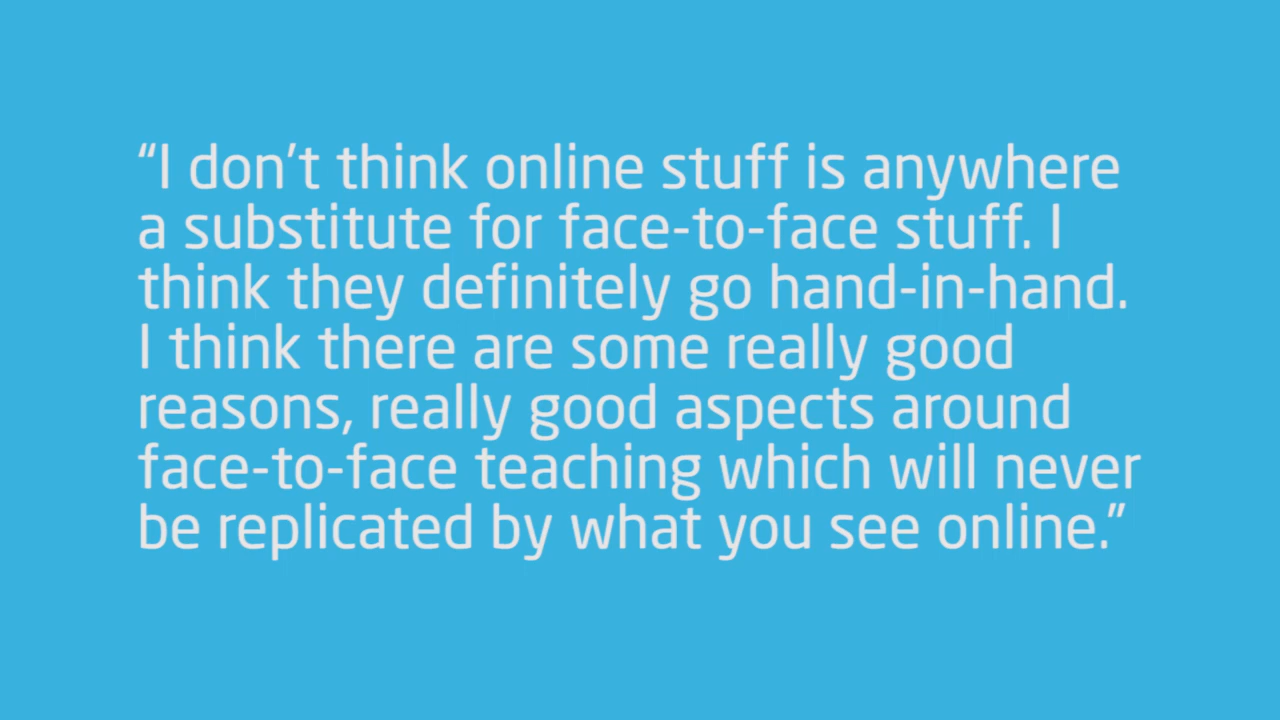 “I don’t think online stuff is anywhere
a substitute for face-to-face stuff. I
think they definitely go hand-in-hand.
I think there are some really good
reasons, really good aspects around
face-to-face teaching which will never
be replicated by what you see online.”